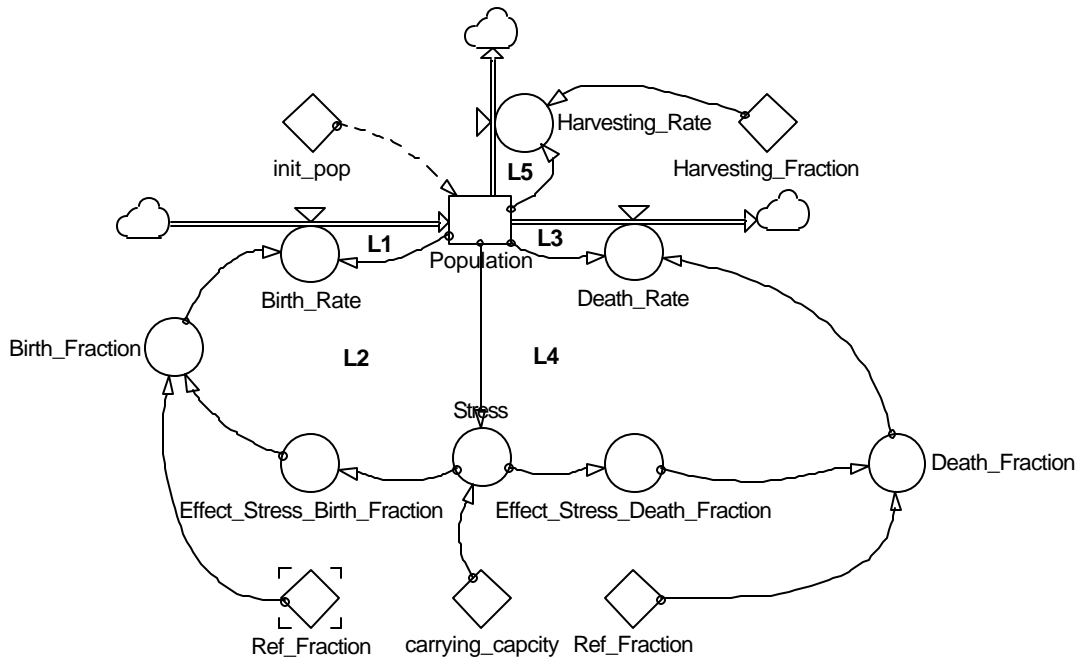 Harvesting_Rate
init_pop
Harvesting_Fraction
L5
L1
L3
Population
Birth_Rate
Death_Rate
Birth_Fraction
L2
L4
Stress
Death_Fraction
Effect_Stress_Birth_Fraction
Effect_Stress_Death_Fraction
Ref_Fraction
carrying_capcity
Ref_Fraction